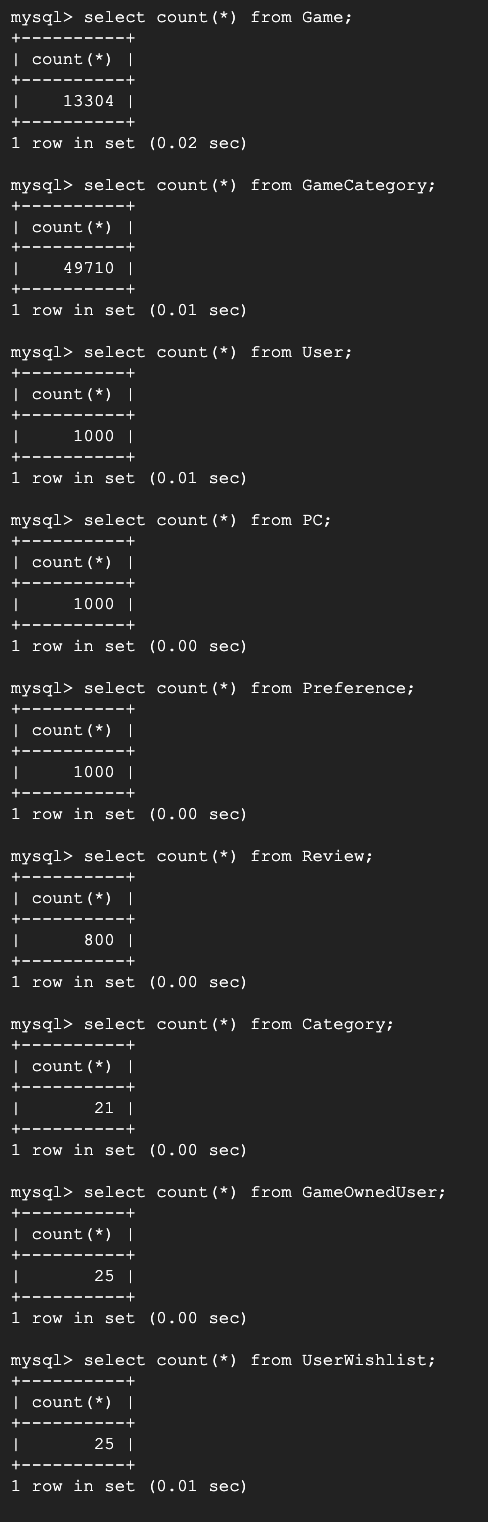 mysql> select count(*) from Game;
+----------+
| count(*) |
+----------+
|    13304 |
+----------+
1 row in set (0.02 sec)

mysql> select count(*) from GameCategory;
+----------+
| count(*) |
+----------+
|    49710 |
+----------+
1 row in set (0.01 sec)

mysql> select count(*) from User;
+----------+
| count(*) |
+----------+
|     1000 |
+----------+
1 row in set (0.01 sec)

mysql> select count(*) from PC;
+----------+
| count(*) |
+----------+
|     1000 |
+----------+
1 row in set (0.00 sec)

mysql> select count(*) from Preference;
+----------+
| count(*) |
+----------+
|     1000 |
+----------+
1 row in set (0.00 sec)

mysql> select count(*) from Review;
+----------+
| count(*) |
+----------+
|      800 |
+----------+
1 row in set (0.00 sec)

mysql> select count(*) from Category;
+----------+
| count(*) |
+----------+
|       21 |
+----------+
1 row in set (0.00 sec)

mysql> select count(*) from GameOwnedUser;
+----------+
| count(*) |
+----------+
|       25 |
+----------+
1 row in set (0.00 sec)

mysql> select count(*) from UserWishlist;
+----------+
| count(*) |
+----------+
|       25 |
+----------+
1 row in set (0.01 sec)